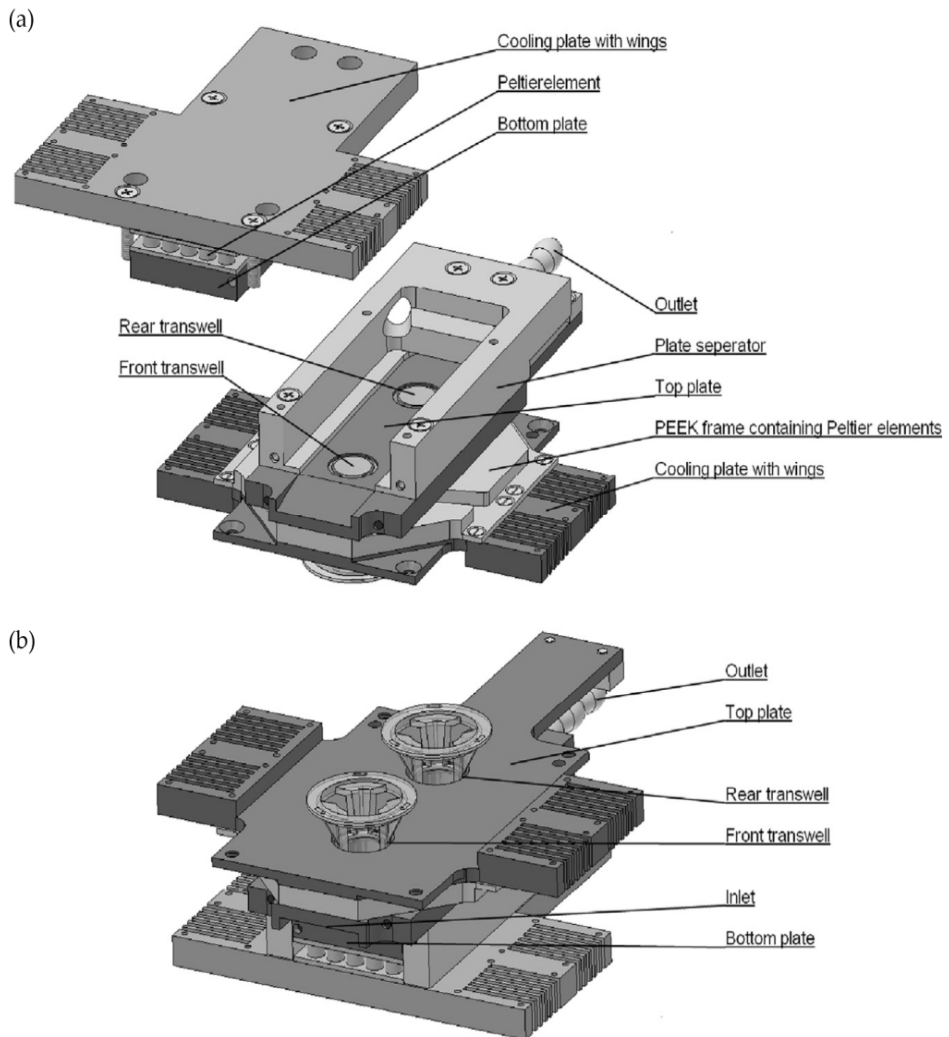 (a)
Cooling plate with wings
Peltierelement
Bottom plate
Outlet
Rear transwell
Plate seperator
Front transwell
Top plate
PEEK frame containing Peltier elements
Cooling plate with wings
(b)
Outlet
Top plate
Rear transwell
Front transwell
Inlet
Bottom plate